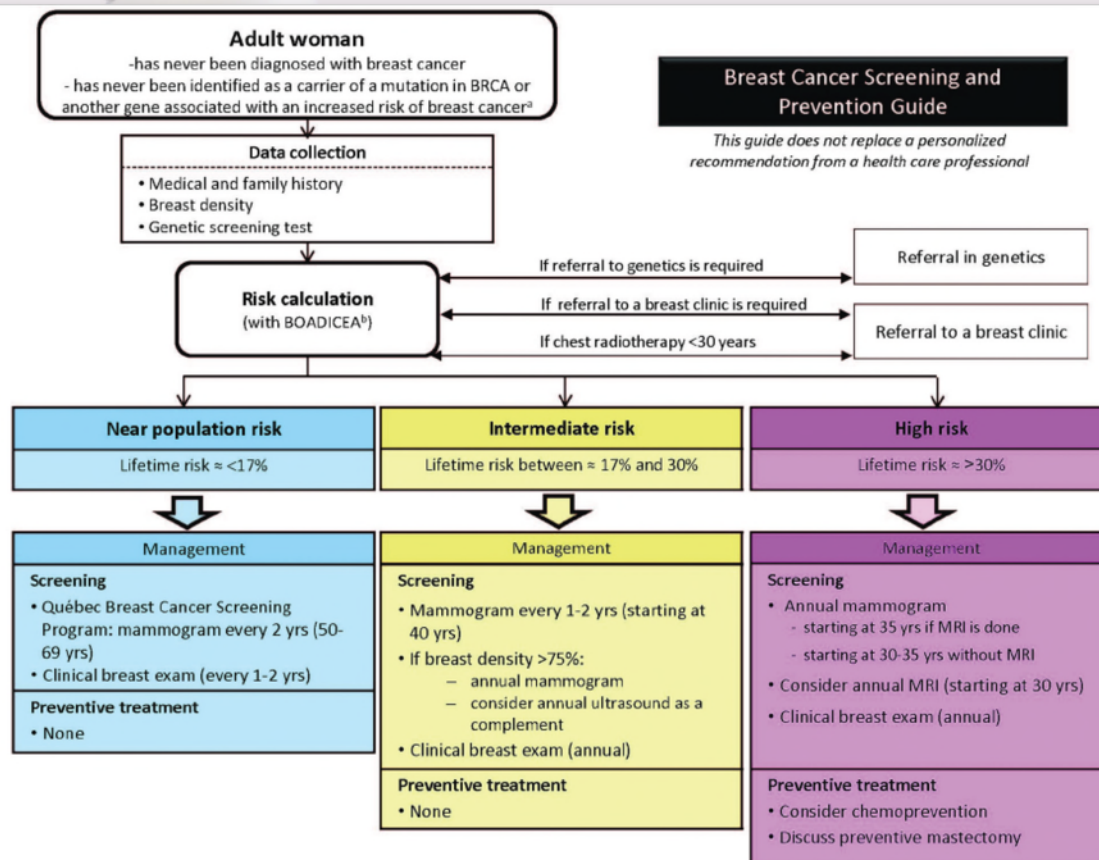 Adult woman
-has never been diagnosed with breast cancer
- has never been identified as a carrier of a mutation in BRCA or
another gene associated with an increased risk of breast cancerᵃ
Breast Cancer Screening and
Prevention Guide
This guide does not replace a personalized
recommendation from a health care professional
Data collection
• Medical and family history
• Breast density
• Genetic screening test
Risk calculation
(with BOADICEAᵇ)
If referral to genetics is required
Referral in genetics
If referral to a breast clinic is required
If chest radiotherapy <30 years
Referral to a breast clinic
Near population risk
Lifetime risk ≈ <17%
Management
Screening
• Québec Breast Cancer Screening
Program: mammogram every 2 yrs (50-
69 yrs)
• Clinical breast exam (every 1-2 yrs)
Preventive treatment
• None
Intermediate risk
Lifetime risk between ≈ 17% and 30%
Management
Screening
• Mammogram every 1-2 yrs (starting at
40 yrs)
• If breast density >75%:
– annual mammogram
– consider annual ultrasound as a
complement
• Clinical breast exam (annual)
Preventive treatment
• None
High risk
Lifetime risk ≈ >30%
Management
Screening
• Annual mammogram
- starting at 35 yrs if MRI is done
- starting at 30-35 yrs without MRI
• Consider annual MRI (starting at 30 yrs)
• Clinical breast exam (annual)
Preventive treatment
• Consider chemoprevention
• Discuss preventive mastectomy